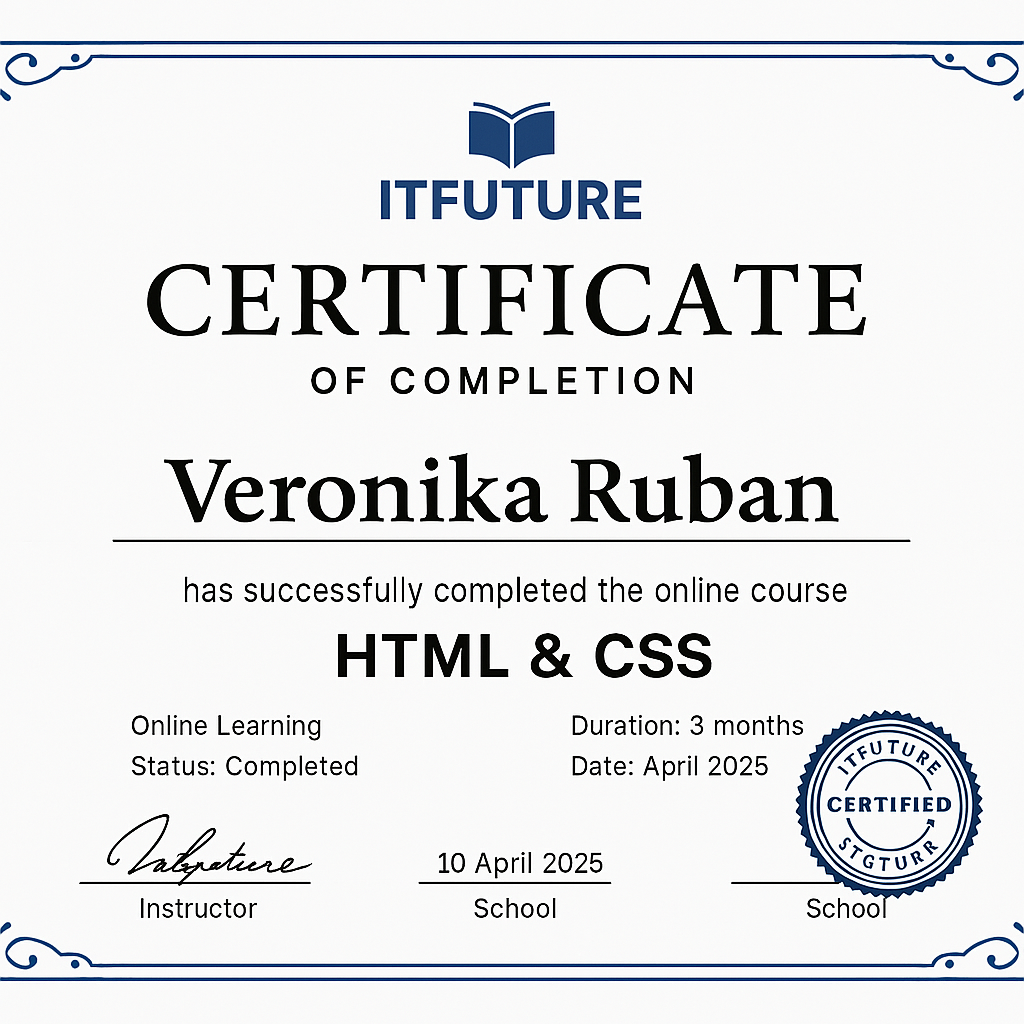 ITFUTURE
CERTIFICATE
OF COMPLETION
Veronika Ruban
has successfully completed the online course
HTML & CSS
Online Learning
Duration: 3 months
Status: Completed
Date: April 2025
ITFUTURE
CERTIFIED
STGTURR
10 April 2025
Instructor
School
School